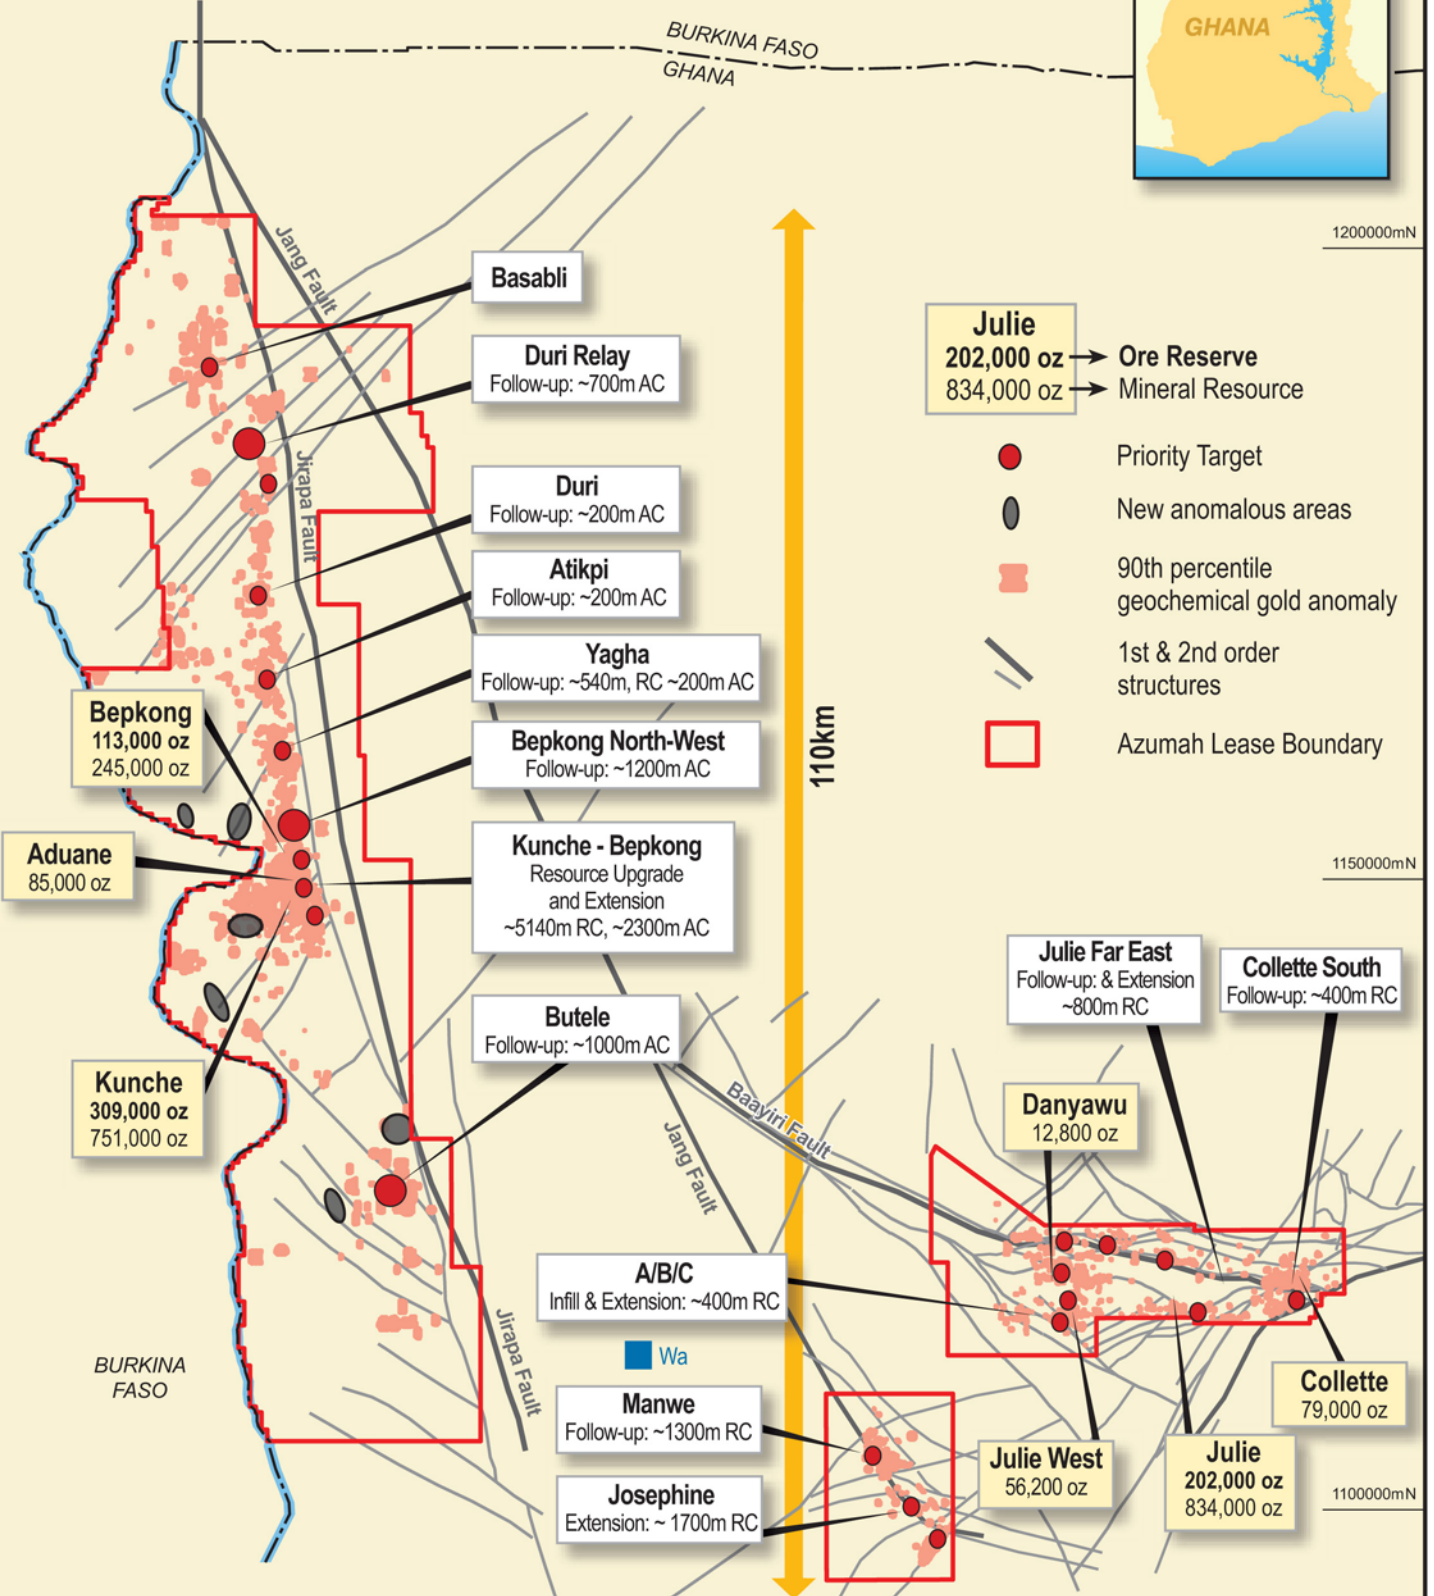 GHANA
BURKINA FASO
GHANA
1200000mN
Jang Fault
Basabli
Duri Relay
Follow-up: ~700m AC
Julie
202,000 oz
834,000 oz
Ore Reserve
Mineral Resource
Priority Target
New anomalous areas
90th percentile
geochemical gold anomaly
1st & 2nd order
structures
Azumah Lease Boundary
Jirapa Fault
Duri
Follow-up: ~200m AC
Atikpi
Follow-up: ~200m AC
Yagha
Follow-up: ~540m, RC ~200m AC
Bepkong
113,000 oz
245,000 oz
Bepkong North-West
Follow-up: ~1200m AC
110km
Aduane
85,000 oz
Kunche - Bepkong
Resource Upgrade
and Extension
~5140m RC, ~2300m AC
1150000mN
Julie Far East
Follow-up: & Extension
~800m RC
Collette South
Follow-up: ~400m RC
Butele
Follow-up: ~1000m AC
Kunche
309,000 oz
751,000 oz
Baayiri Fault
Jang Fault
Danyawu
12,800 oz
A/B/C
Infill & Extension: ~400m RC
Wa
Jirapa Fault
BURKINA
FASO
Manwe
Follow-up: ~1300m RC
Josephine
Extension: ~ 1700m RC
Collette
79,000 oz
Julie West
56,200 oz
Julie
202,000 oz
834,000 oz
1100000mN